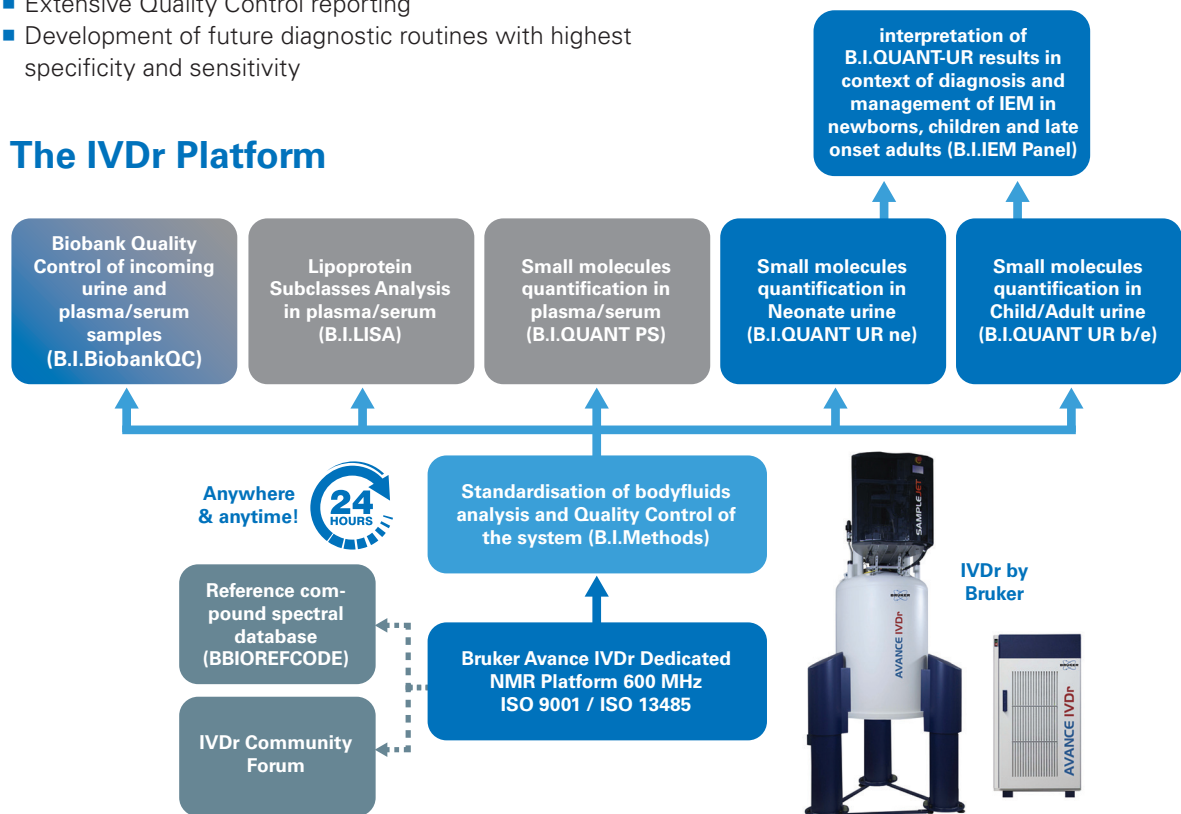 ■ Extensive Quality Control reporting
■ Development of future diagnostic routines with highest
specificity and sensitivity
interpretation of
B.I.QUANT-UR results in
context of diagnosis and
management of IEM in
newborns, children and late
onset adults (B.I.IEM Panel)
The IVDr Platform
Biobank Quality
Control of incoming
urine and
plasma/serum
samples
(B.I.BiobankQC)
Lipoprotein
Subclasses Analysis
in plasma/serum
(B.I.LISA)
Small molecules
quantification in
plasma/serum
(B.I.QUANT PS)
Small molecules
quantification in
Neonate urine
(B.I.QUANT UR ne)
Small molecules
quantification in
Child/Adult urine
(B.I.QUANT UR b/e)
Anywhere
& anytime!
24
HOURS
Standardisation of bodyfluids
analysis and Quality Control of
the system (B.I.Methods)
Reference com-
pound spectral
database
(BBIOREFCODE)
Bruker Avance IVDr Dedicated
NMR Platform 600 MHz
ISO 9001 / ISO 13485
IVDr Community
Forum
SAMPLEJET
BRUKER
AVANCE IVDr
IVDr by
Bruker
BRUKER
AVANCE IVDr